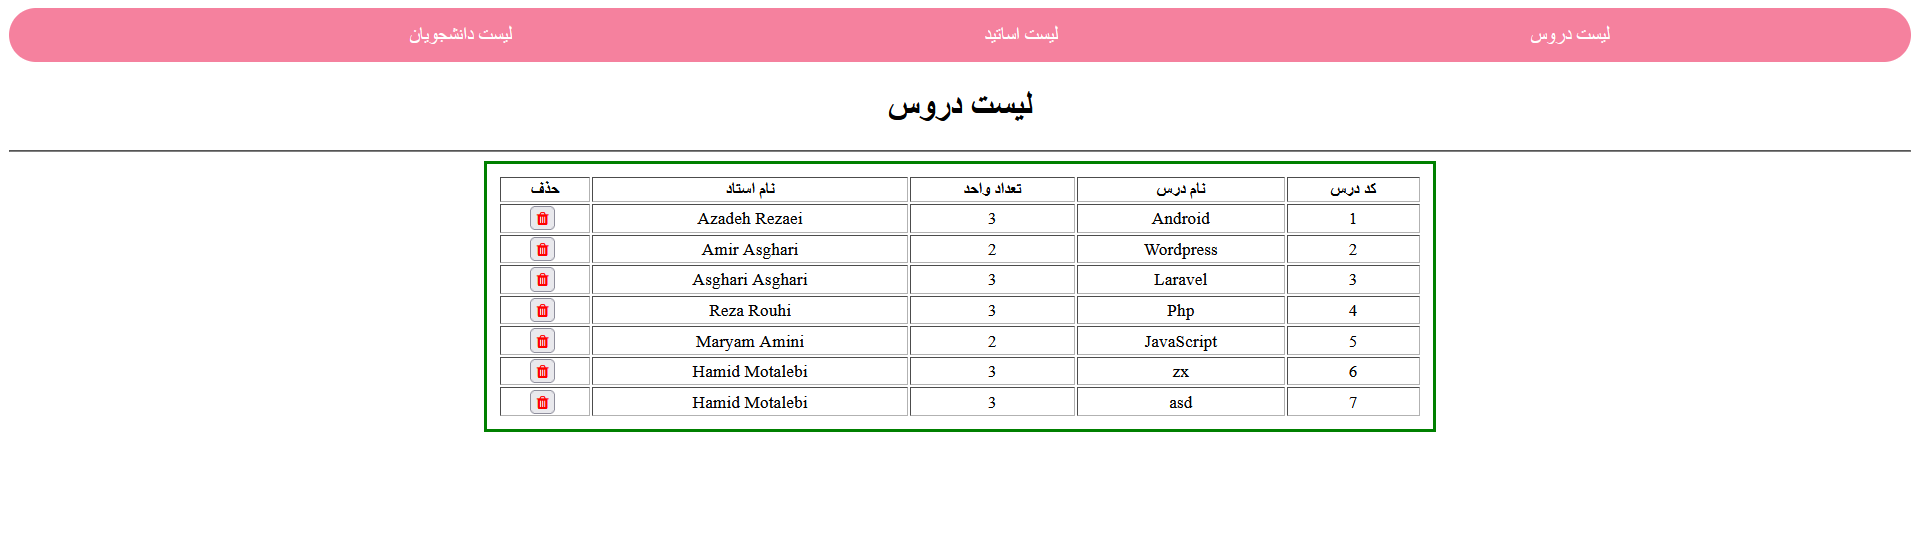 لیست دروس لیست اساتید لیست دانشجویان
لیست دروس
کد درس نام درس تعداد واحد نام استاد حذف
1 Android 3 Azadeh Rezaei
2 Wordpress 2 Amir Asghari
3 Laravel 3 Asghari Asghari
4 Php 3 Reza Rouhi
5 JavaScript 2 Maryam Amini
6 zx 3 Hamid Motalebi
7 asd 3 Hamid Motalebi